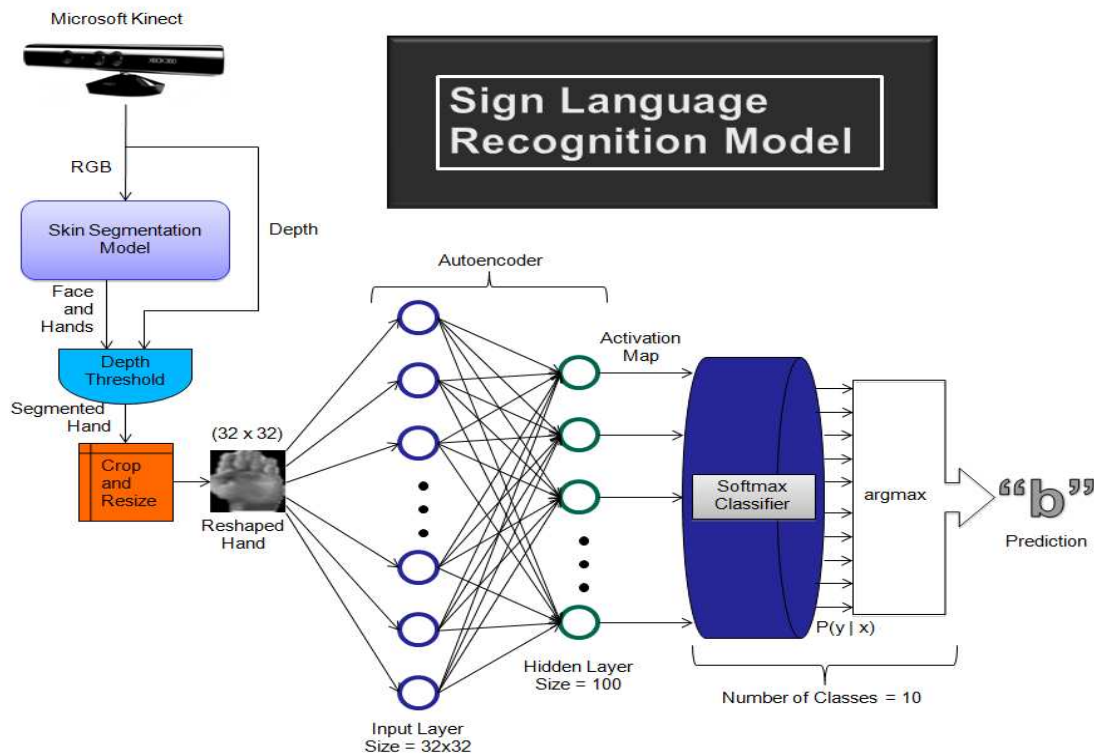 Microsoft Kinect
XBOX 360
Sign Language
Recognition Model
RGB
Depth
Skin Segmentation
Model
Face
and
Hands
Depth
Threshold
Segmented
Hand
Crop
and
Resize
(32 x 32)
Reshaped
Hand
Autoencoder
Input Layer
Size = 32x32
Hidden Layer
Size = 100
Activation
Map
Softmax
Classifier
P(y | x)
Number of Classes = 10
argmax
“b”
Prediction